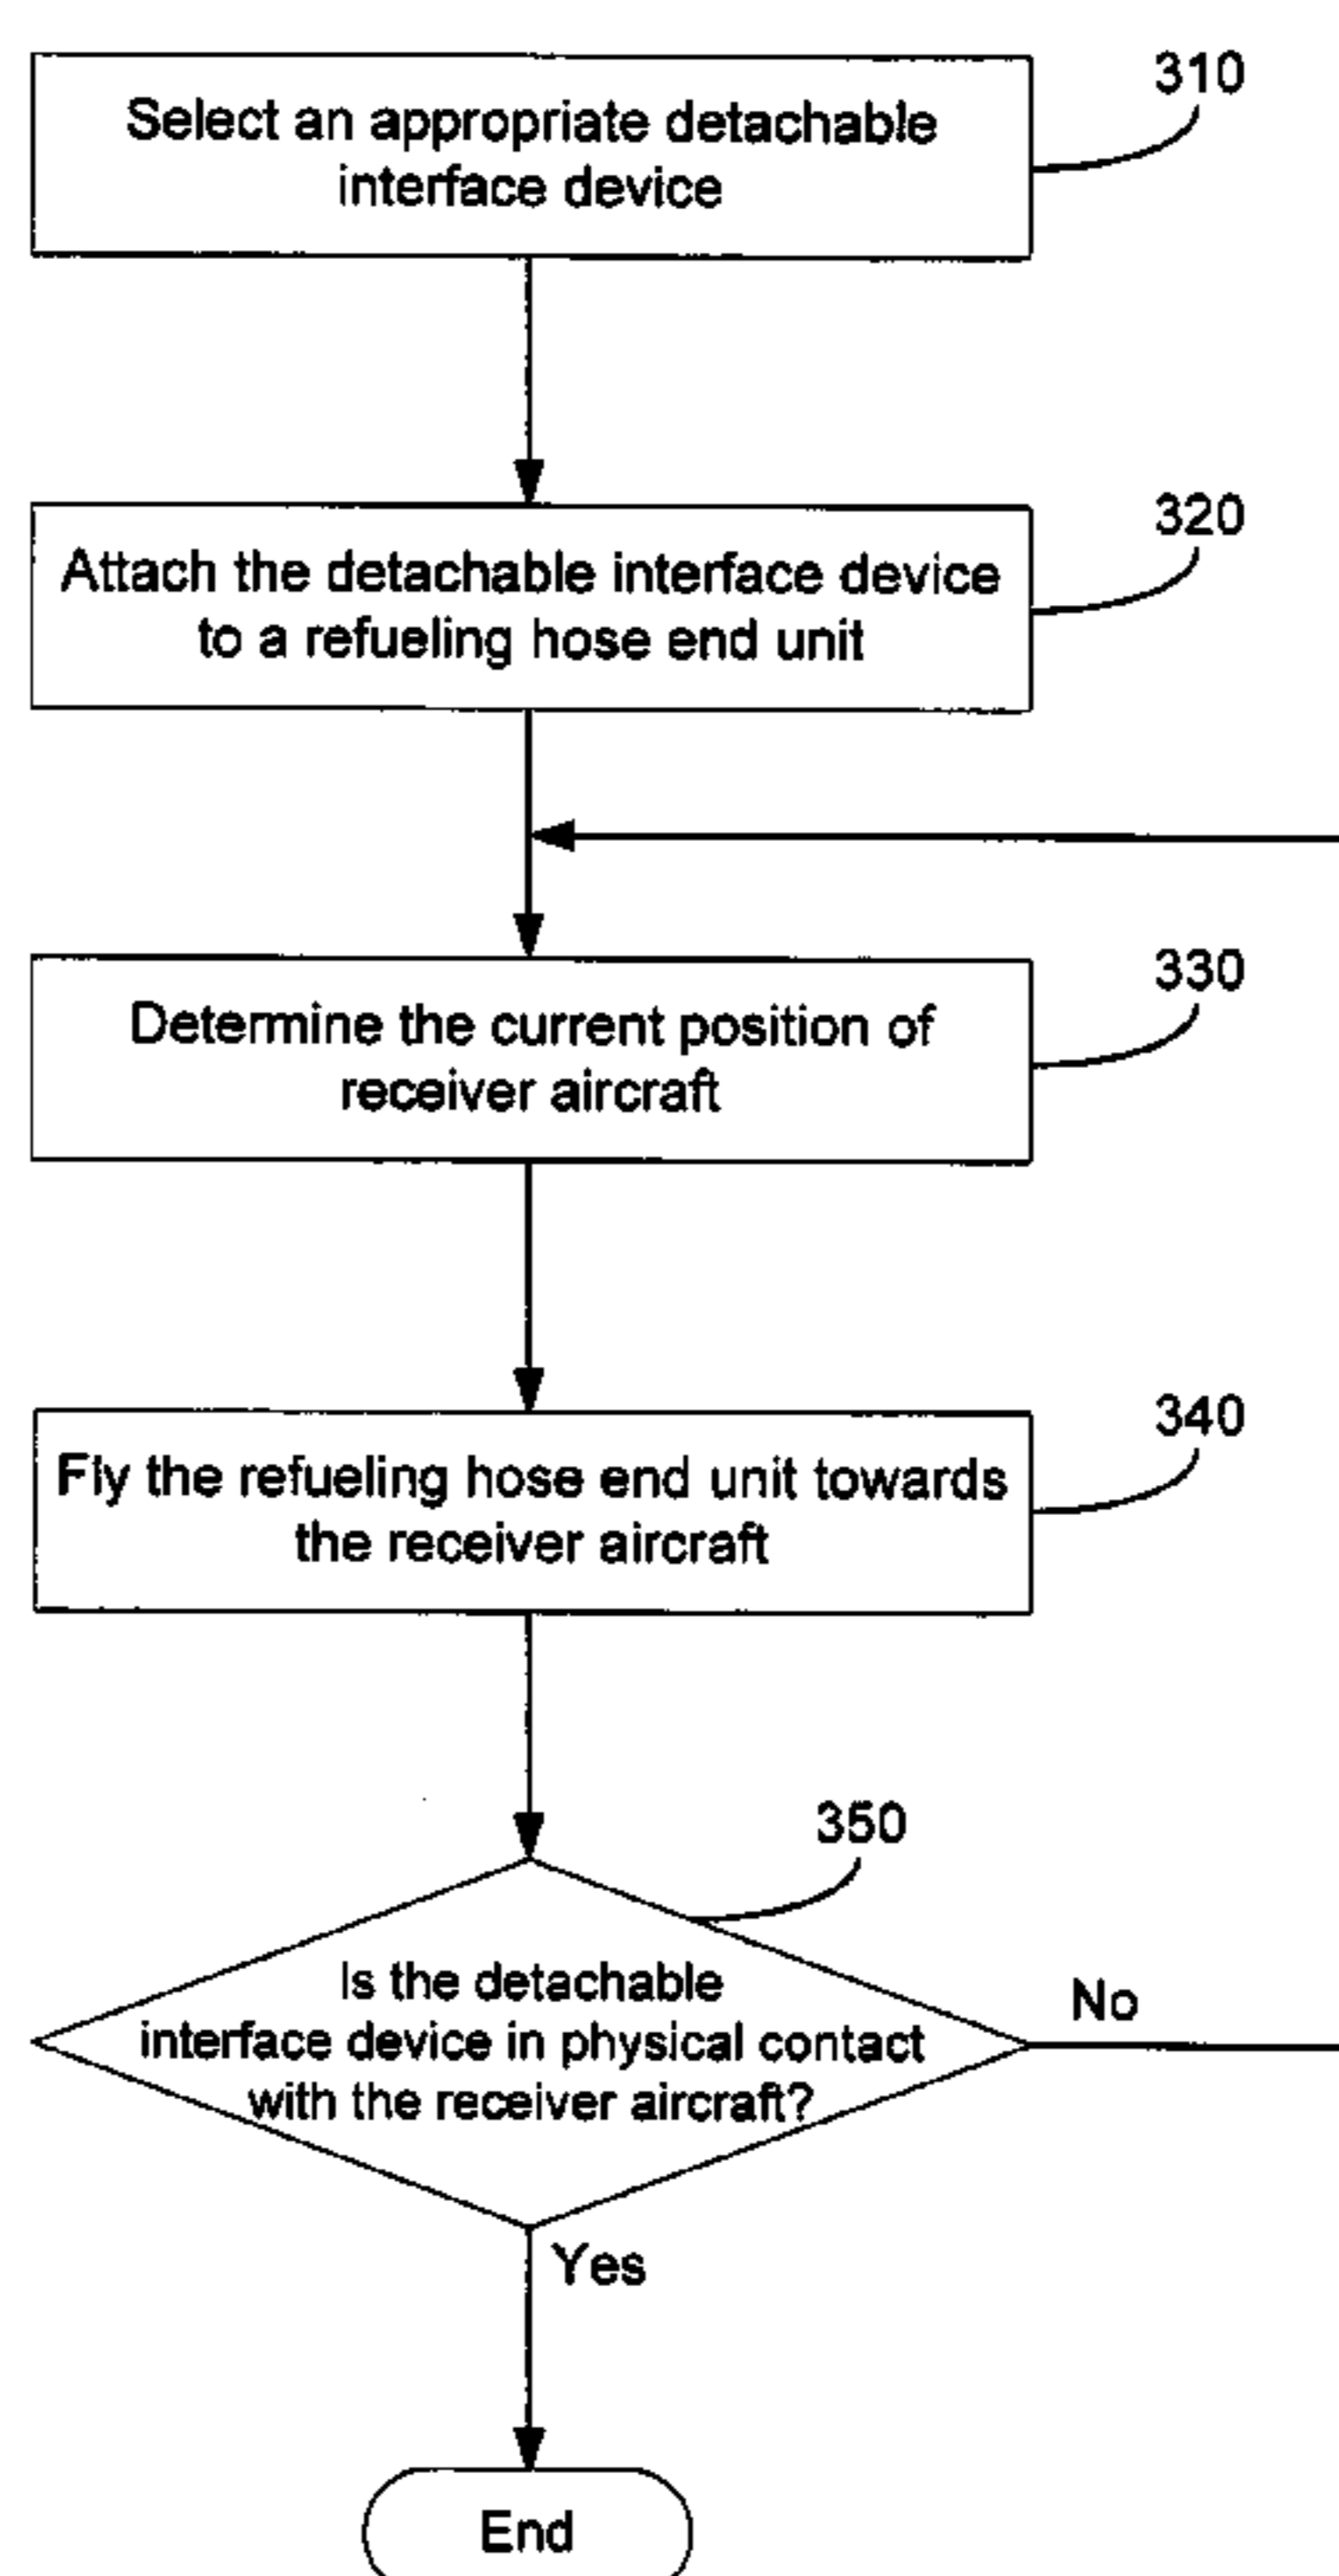 310
Select an appropriate detachable
interface device
320
Attach the detachable interface device
to a refueling hose end unit
330
Determine the current position of
receiver aircraft
340
Fly the refueling hose end unit towards
the receiver aircraft
350
Is the detachable
interface device in physical contact
with the receiver aircraft?
No
Yes
End